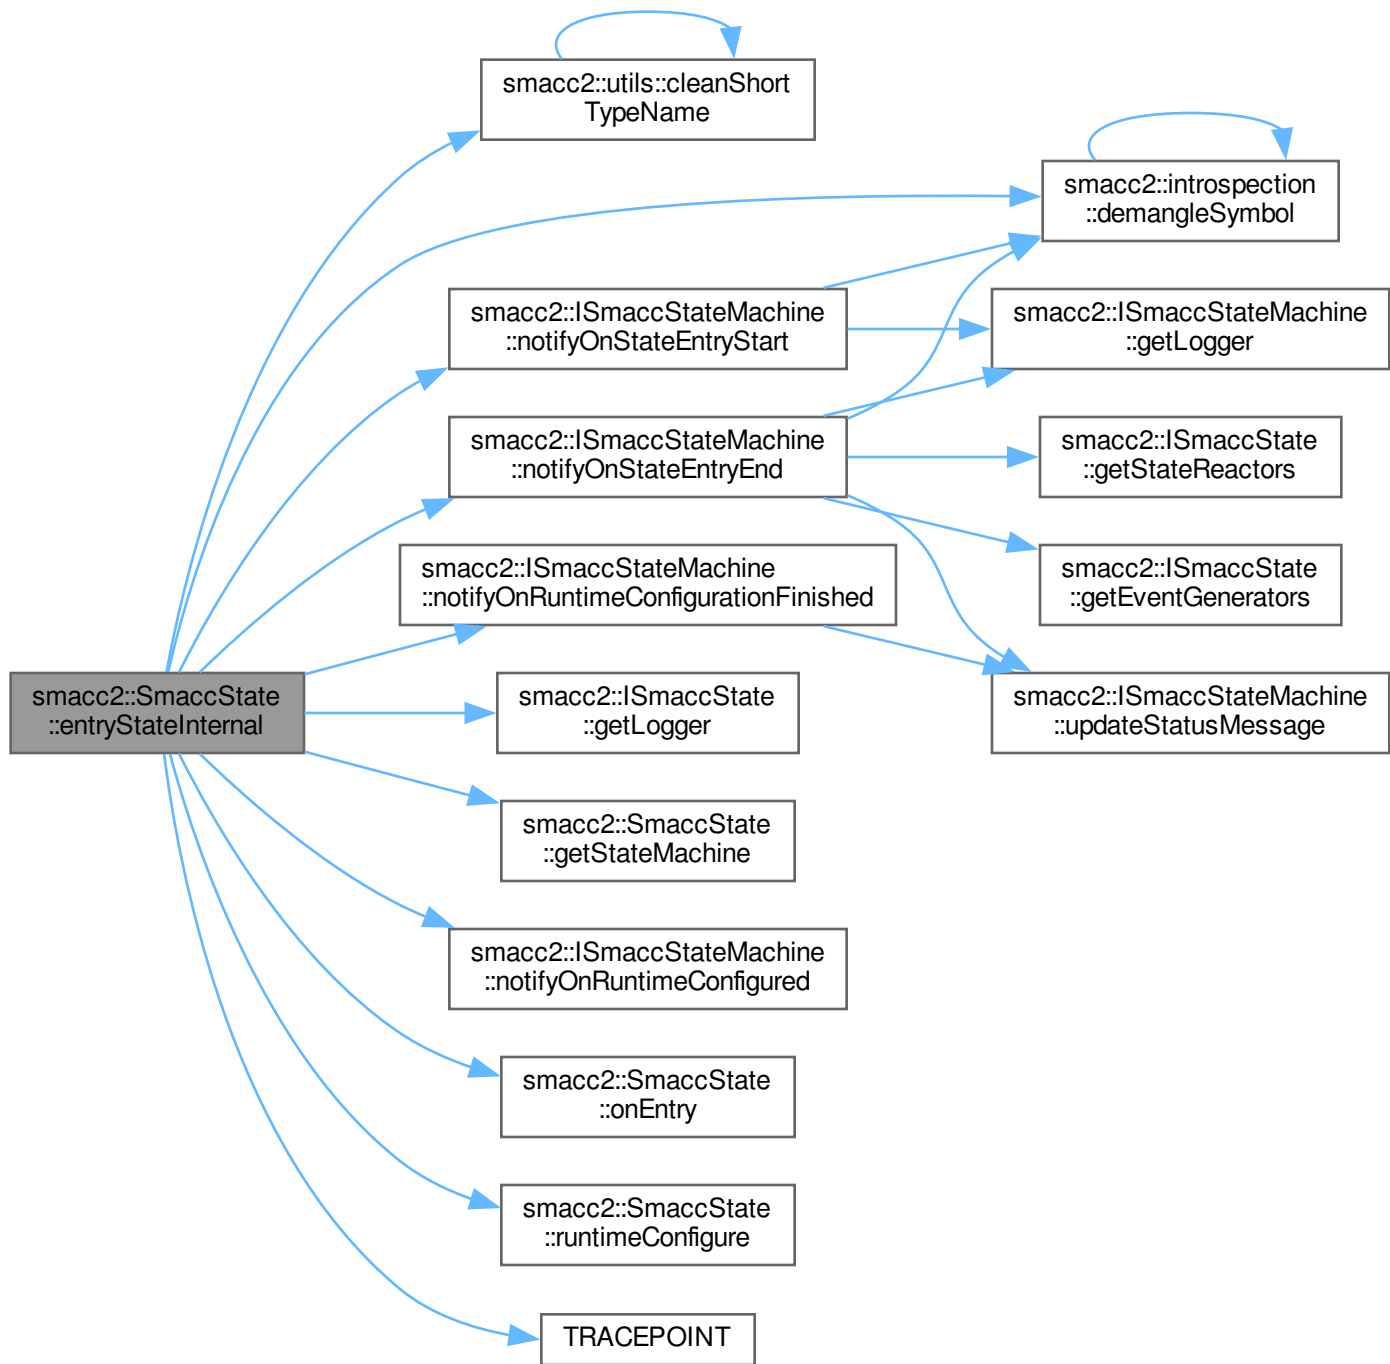 smacc2::utils::cleanShort
TypeName
smacc2::introspection
::demangleSymbol
smacc2::ISmaccStateMachine
::notifyOnStateEntryStart
smacc2::ISmaccStateMachine
::getLogger
smacc2::ISmaccStateMachine
::notifyOnStateEntryEnd
smacc2::ISmaccState
::getStateReactors
smacc2::ISmaccStateMachine
::notifyOnRuntimeConfigurationFinished
smacc2::ISmaccState
::getEventGenerators
smacc2::SmaccState
::entryStateInternal
smacc2::ISmaccState
::getLogger
smacc2::ISmaccStateMachine
::updateStatusMessage
smacc2::SmaccState
::getStateMachine
smacc2::ISmaccStateMachine
::notifyOnRuntimeConfigured
smacc2::SmaccState
::onEntry
smacc2::SmaccState
::runtimeConfigure
TRACEPOINT